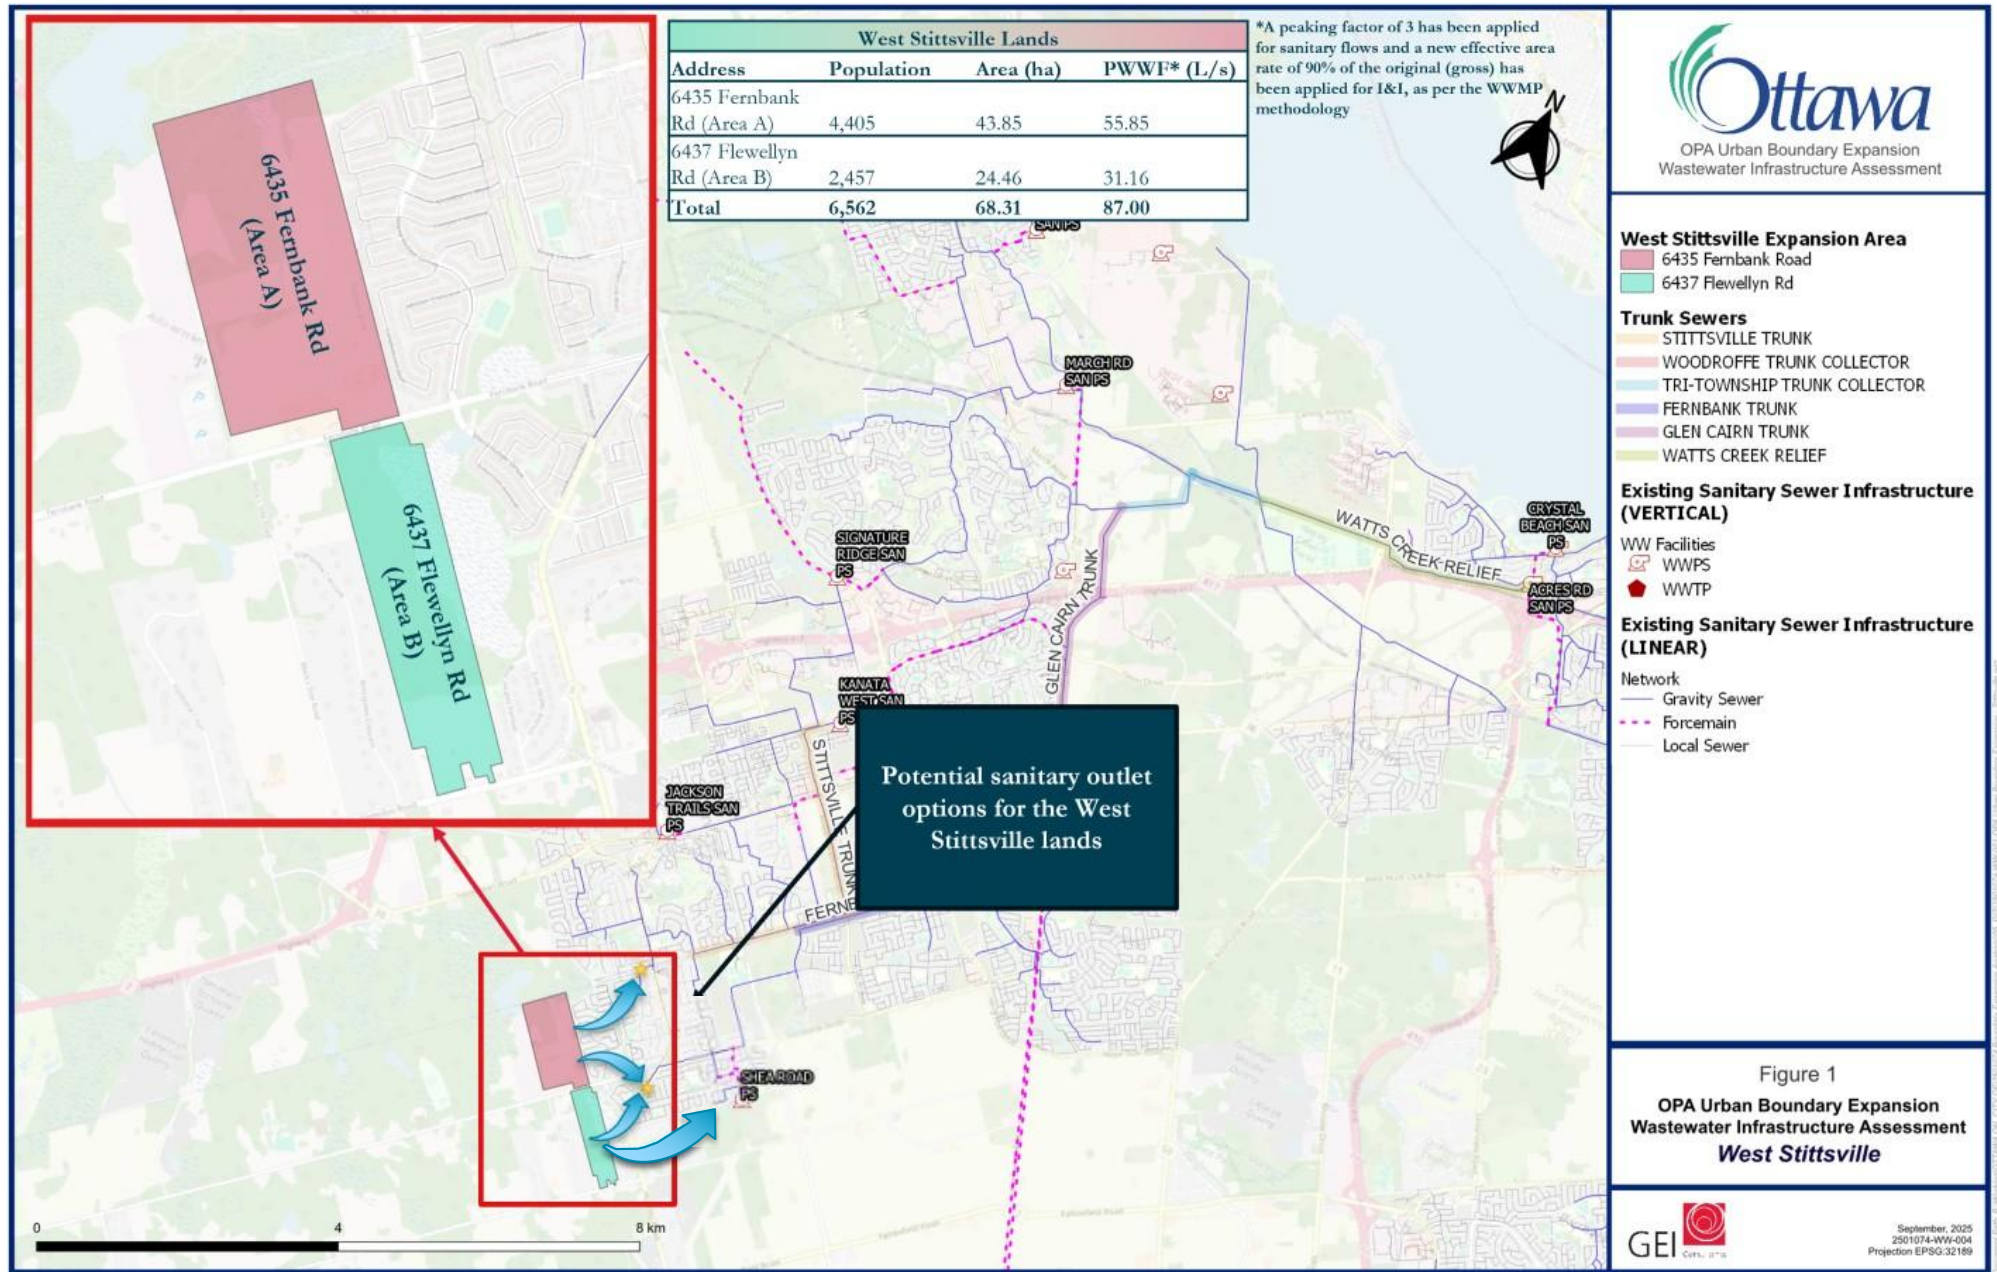 West Stittsville Lands
Address Population Area (ha) PWWF* (L/s)
6435 Fernbank
Rd (Area A) 4,405 43.85 55.85
6437 Flewellyn
Rd (Area B) 2,457 24.46 31.16
Total 6,562 68.31 87.00
*A peaking factor of 3 has been applied
for sanitary flows and a new effective area
rate of 90% of the original (gross) has
been applied for I&I, as per the WWMP
methodology
N
6435 Fernbank Rd
(Area A)
6437 Flewellyn Rd
(Area B)
SAN PS
MARCH RD
SAN PS
SIGNATURE
RIDGE SAN
PS
WATTS CREEK RELIEF
CRYSTAL
BEACH SAN
PS
ACRES RD
SAN PS
GLEN CAIRN TRUNK
KANATA
WEST SAN
PS
STITTSVILLE TRUNK
JACKSON
TRAILS SAN
PS
Potential sanitary outlet
options for the West
Stittsville lands
SHEA ROAD
PS
0 4 8 km
Ottawa
OPA Urban Boundary Expansion
Wastewater Infrastructure Assessment
West Stittsville Expansion Area
6435 Fernbank Road
6437 Flewellyn Rd
Trunk Sewers
STITTSVILLE TRUNK
WOODROFFE TRUNK COLLECTOR
TRI-TOWNSHIP TRUNK COLLECTOR
FERNBANK TRUNK
GLEN CAIRN TRUNK
WATTS CREEK RELIEF
Existing Sanitary Sewer Infrastructure
(VERTICAL)
WW Facilities
WWPS
WWTP
Existing Sanitary Sewer Infrastructure
(LINEAR)
Network
Gravity Sewer
Forcemain
Local Sewer
Figure 1
OPA Urban Boundary Expansion
Wastewater Infrastructure Assessment
West Stittsville
GEI
September, 2025
2501074-WW-004
Projection EPSG:32189